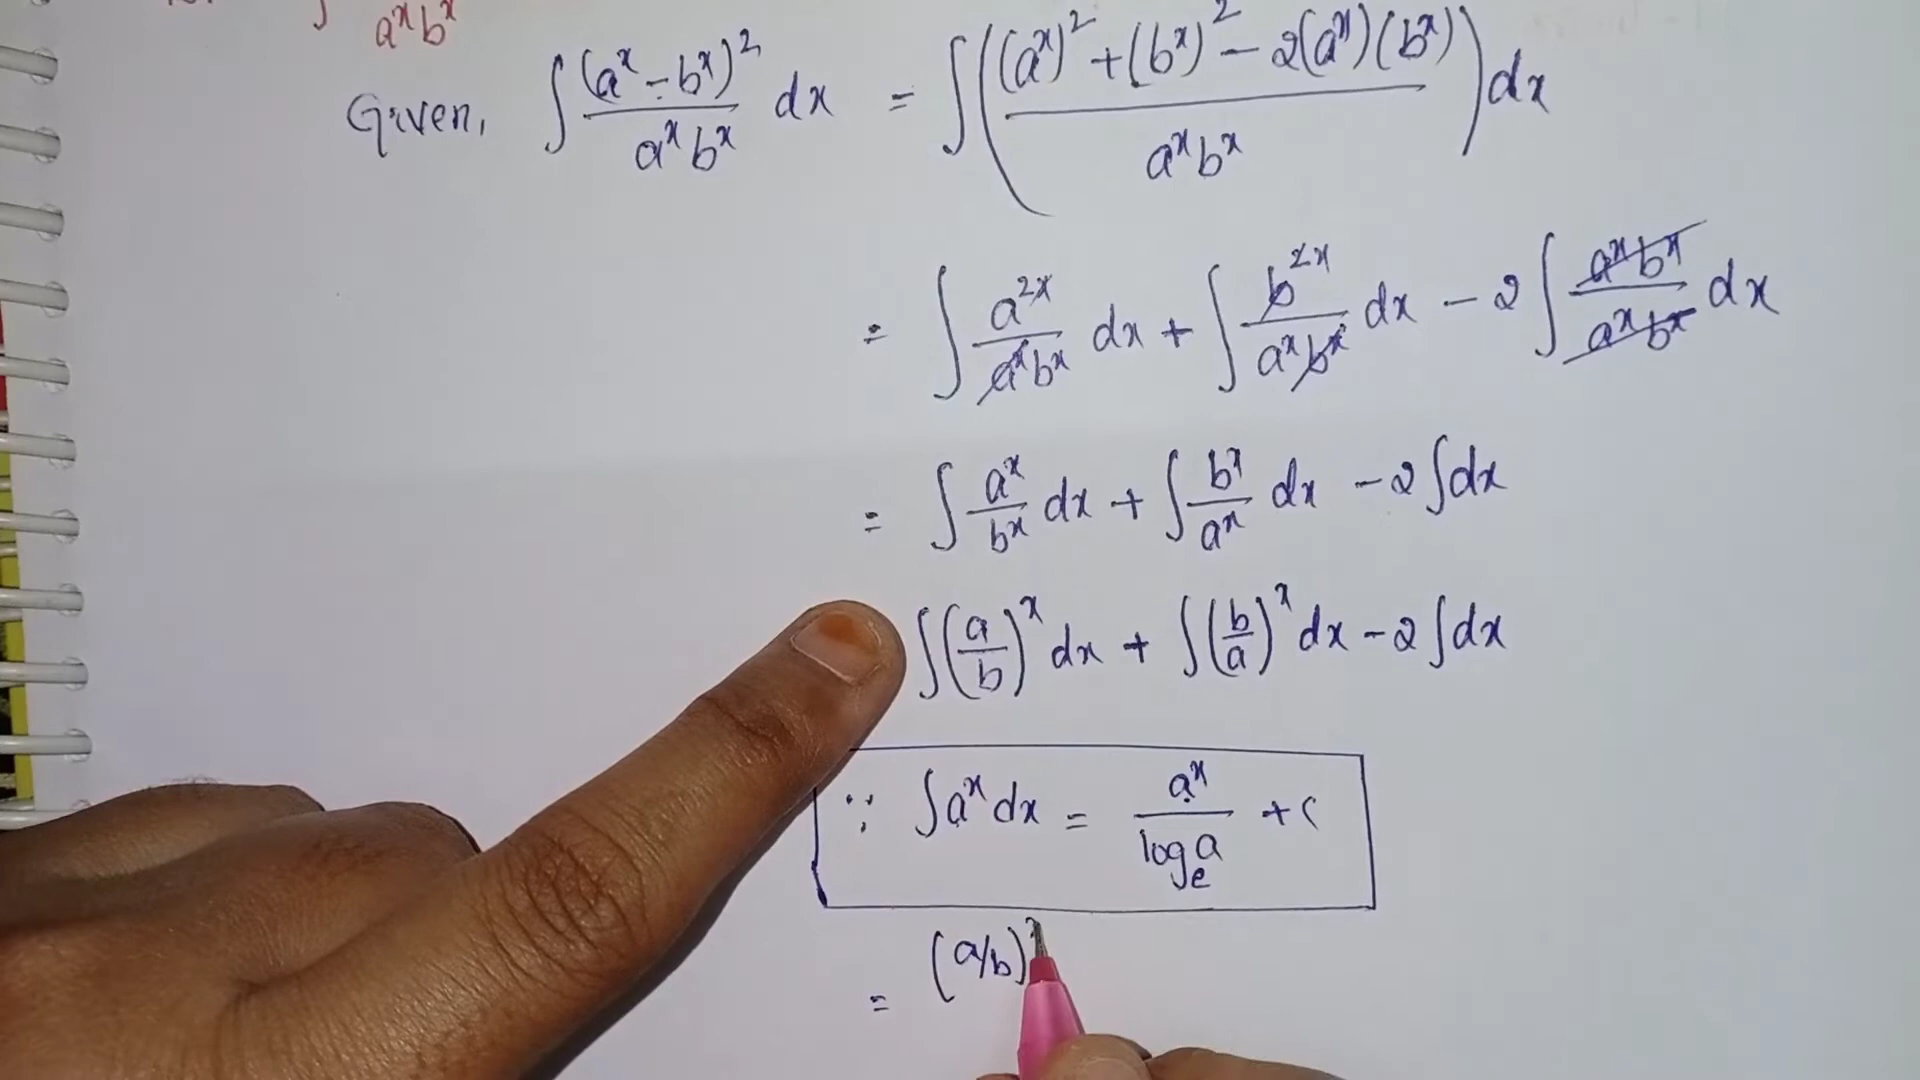 ∫ aˣbˣ
Given, ∫ (aˣ - bˣ)² / aˣbˣ dx = ∫ ( ((aˣ)² + (bˣ)² - 2(aˣ)(bˣ)) / aˣbˣ ) dx
= ∫ a²ˣ / aˣbˣ dx + ∫ b²ˣ / aˣbˣ dx - 2 ∫ aˣbˣ / aˣbˣ dx
= ∫ aˣ / bˣ dx + ∫ bˣ / aˣ dx - 2 ∫ dx
∫ (a/b)ˣ dx + ∫ (b/a)ˣ dx - 2 ∫ dx
∵ ∫ aˣ dx = aˣ / logₑ a + c
= (a/b)